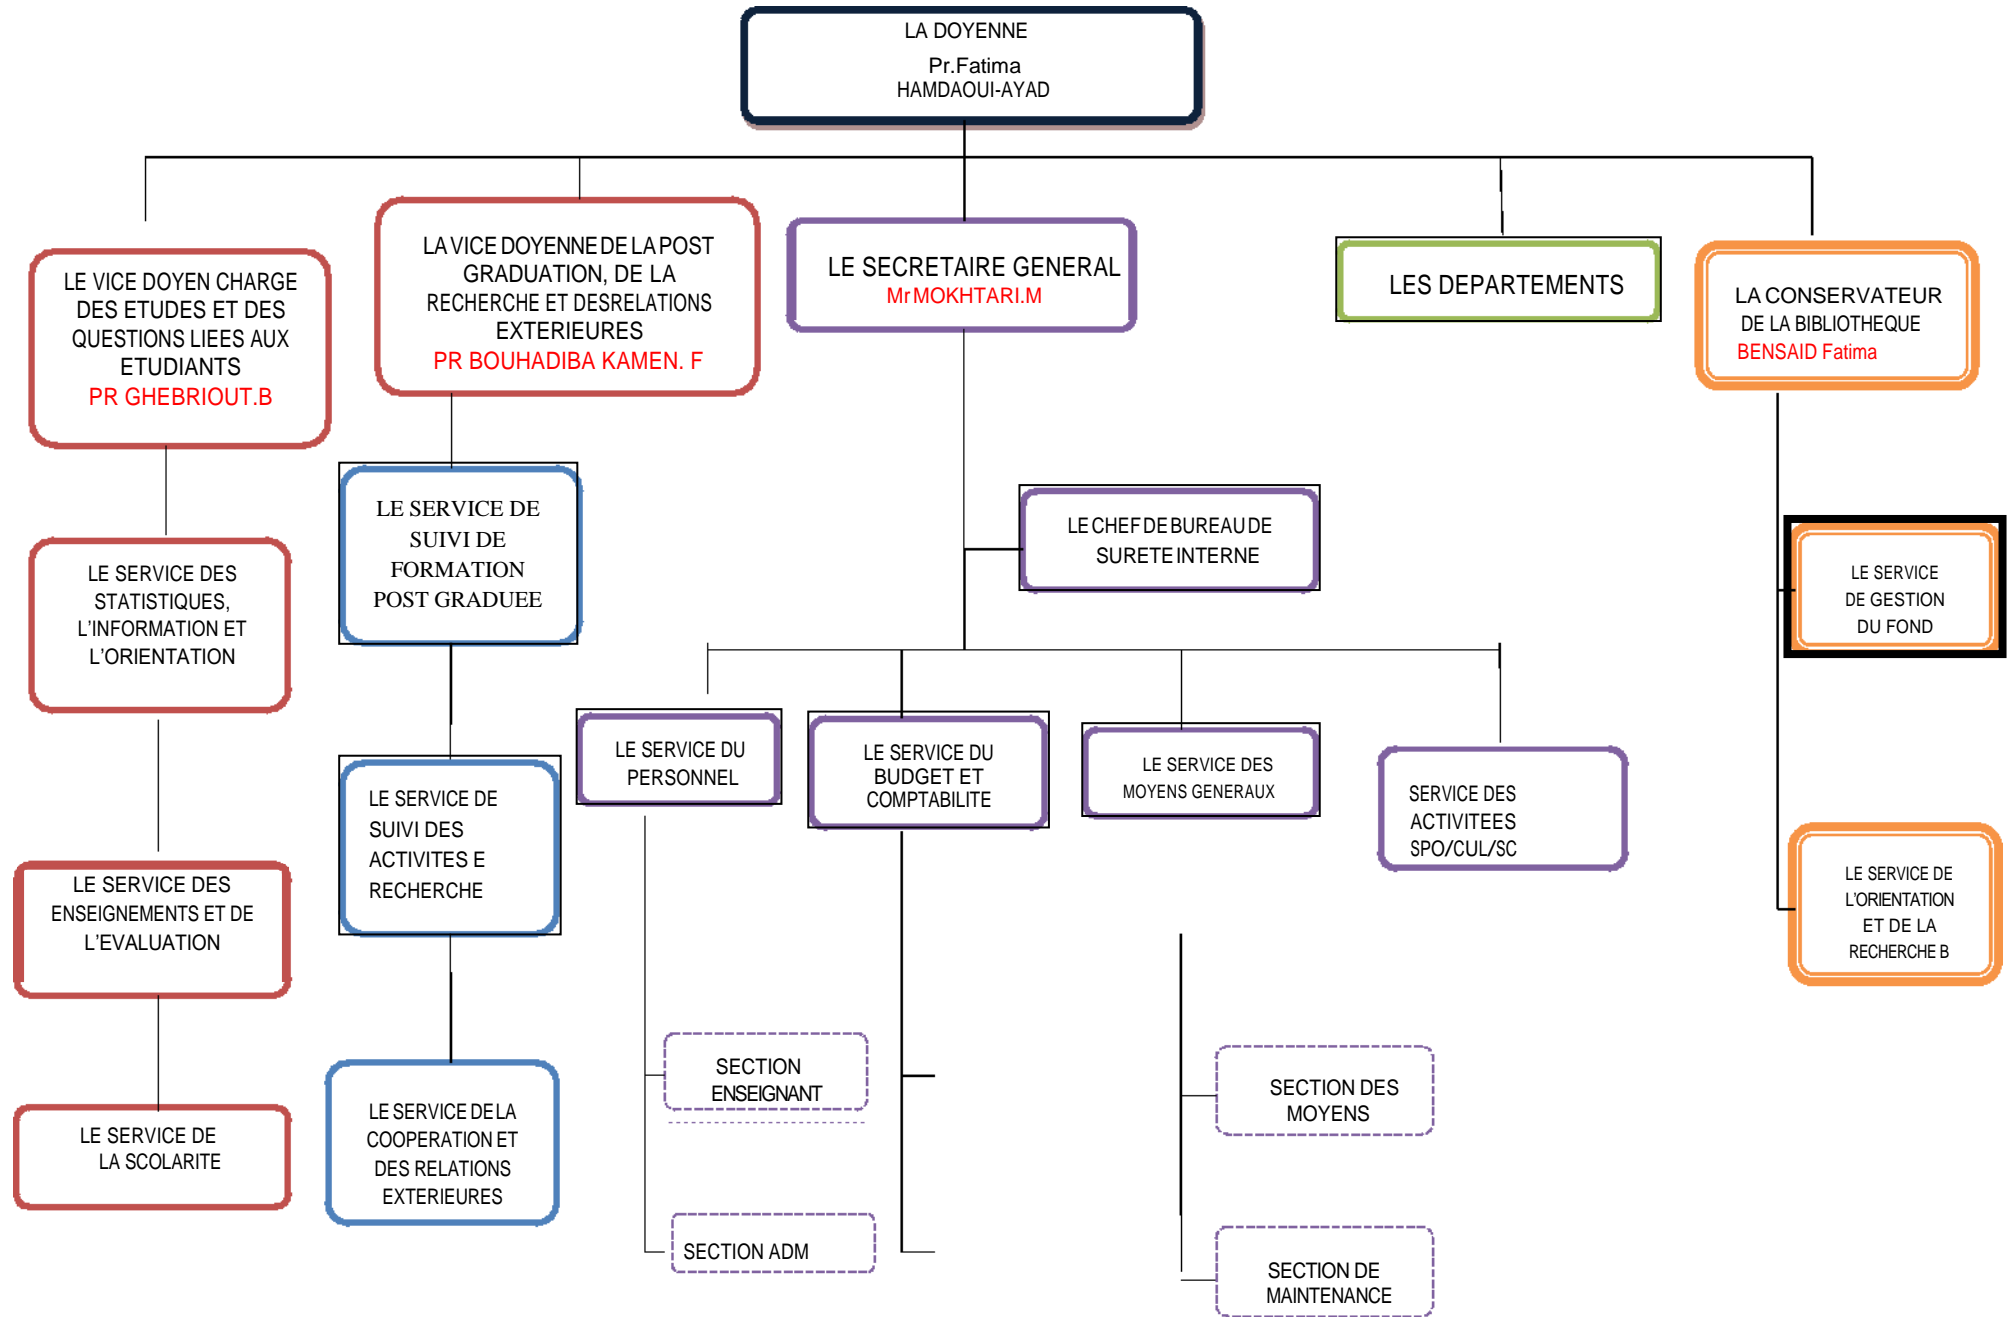 LA DOYENNE
Pr.Fatima
HAMDAOUI-AYAD
LE VICE DOYEN CHARGE
DES ETUDES ET DES
QUESTIONS LIEES AUX
ETUDIANTS
PR GHEBRIOUT.B
LA VICE DOYENNE DE LA POST
GRADUATION, DE LA
RECHERCHE ET DESRELATIONS
EXTERIEURES
PR BOUHADIBA KAMEN. F
LE SECRETAIRE GENERAL
Mr MOKHTARI.M
LES DEPARTEMENTS
LA CONSERVATEUR
DE LA BIBLIOTHEQUE
BENSAID Fatima
LE SERVICE DES
STATISTIQUES,
L'INFORMATION ET
L'ORIENTATION
LE SERVICE DE
SUIVI DE
FORMATION
POST GRADUEE
LE CHEF DE BUREAU DE
SURETE INTERNE
LE SERVICE
DE GESTION
DU FOND
LE SERVICE DES
ENSEIGNEMENTS ET DE
L'EVALUATION
LE SERVICE DE
SUIVI DES
ACTIVITES E
RECHERCHE
LE SERVICE DU
PERSONNEL
LE SERVICE DU
BUDGET ET
COMPTABILITE
LE SERVICE DES
MOYENS GENERAUX
SERVICE DES
ACTIVITEES
SPO/CUL/SC
LE SERVICE DE
L'ORIENTATION
ET DE LA
RECHERCHE B
LE SERVICE DE
LA SCOLARITE
LE SERVICE DE LA
COOPERATION ET
DES RELATIONS
EXTERIEURES
SECTION
ENSEIGNANT
SECTION ADM
SECTION DES
MOYENS
SECTION DE
MAINTENANCE